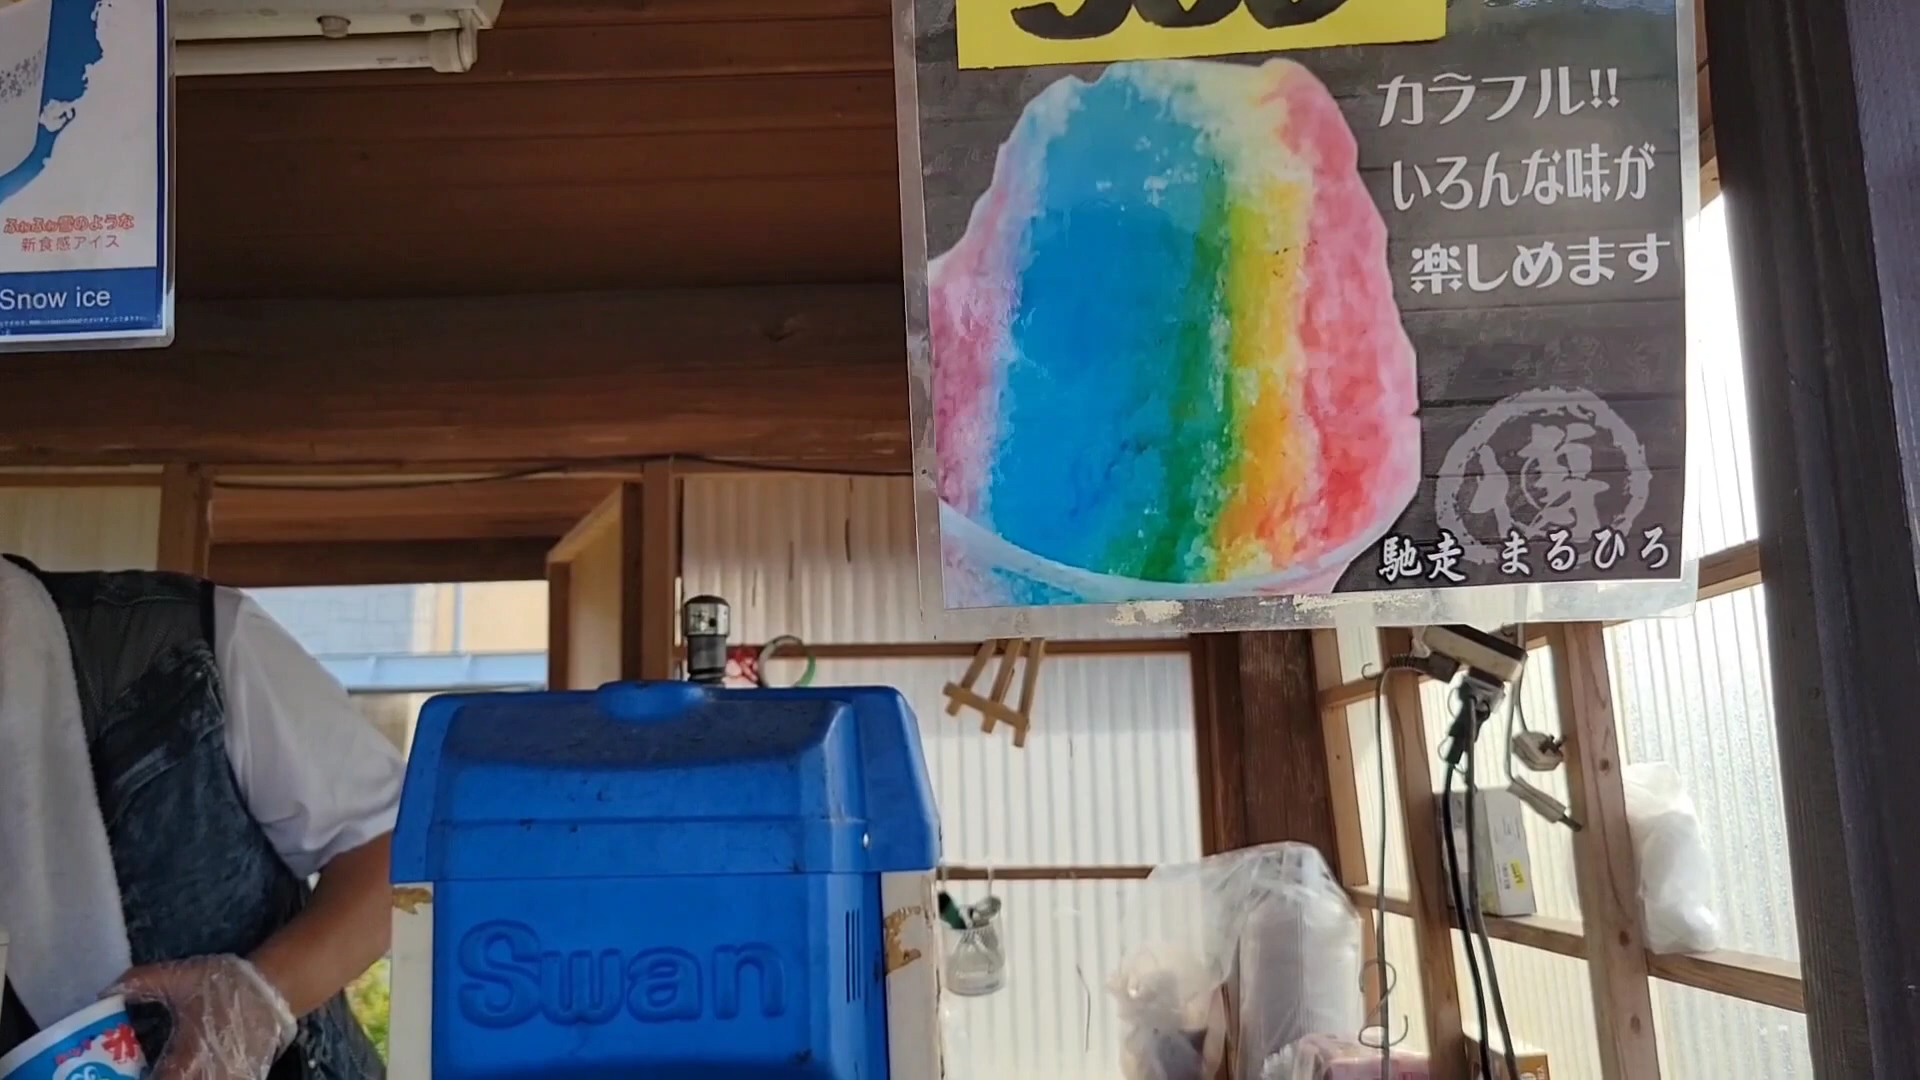 ふわふわ雪のような
新食感アイス
Snow ice
カラフル!!
いろんな味が
楽しめます
博
馳走 まるひろ
Swan
氷